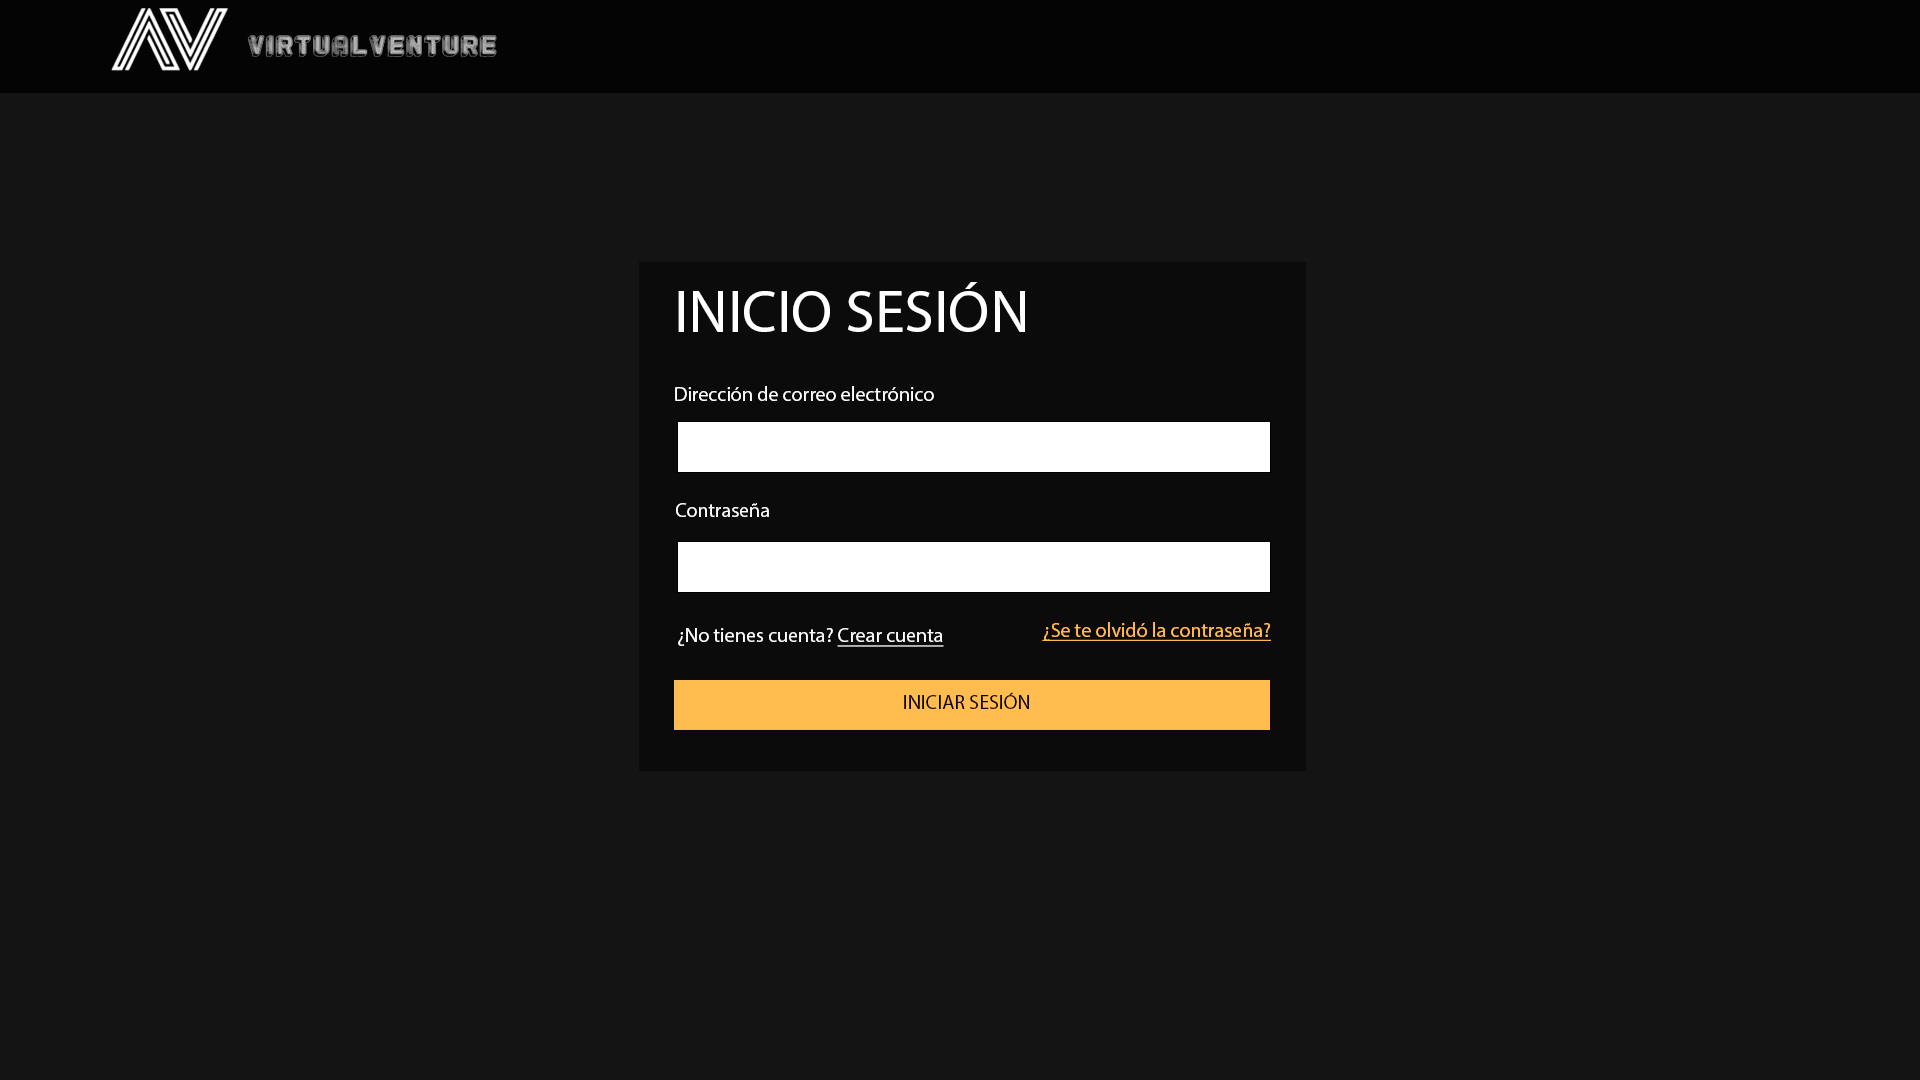 AV VIRTUALVENTURE
INICIO SESIÓN
Dirección de correo electrónico
Contraseña
¿No tienes cuenta? Crear cuenta
¿Se te olvidó la contraseña?
INICIAR SESIÓN